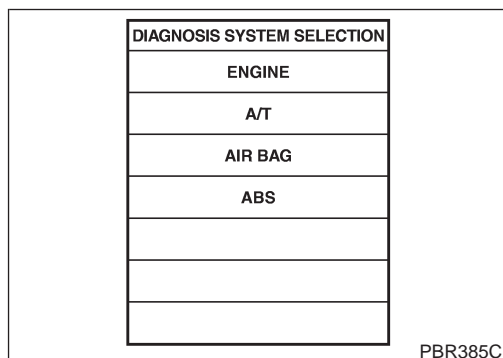 DIAGNOSIS SYSTEM SELECTION
ENGINE
A/T
AIR BAG
ABS
PBR385C